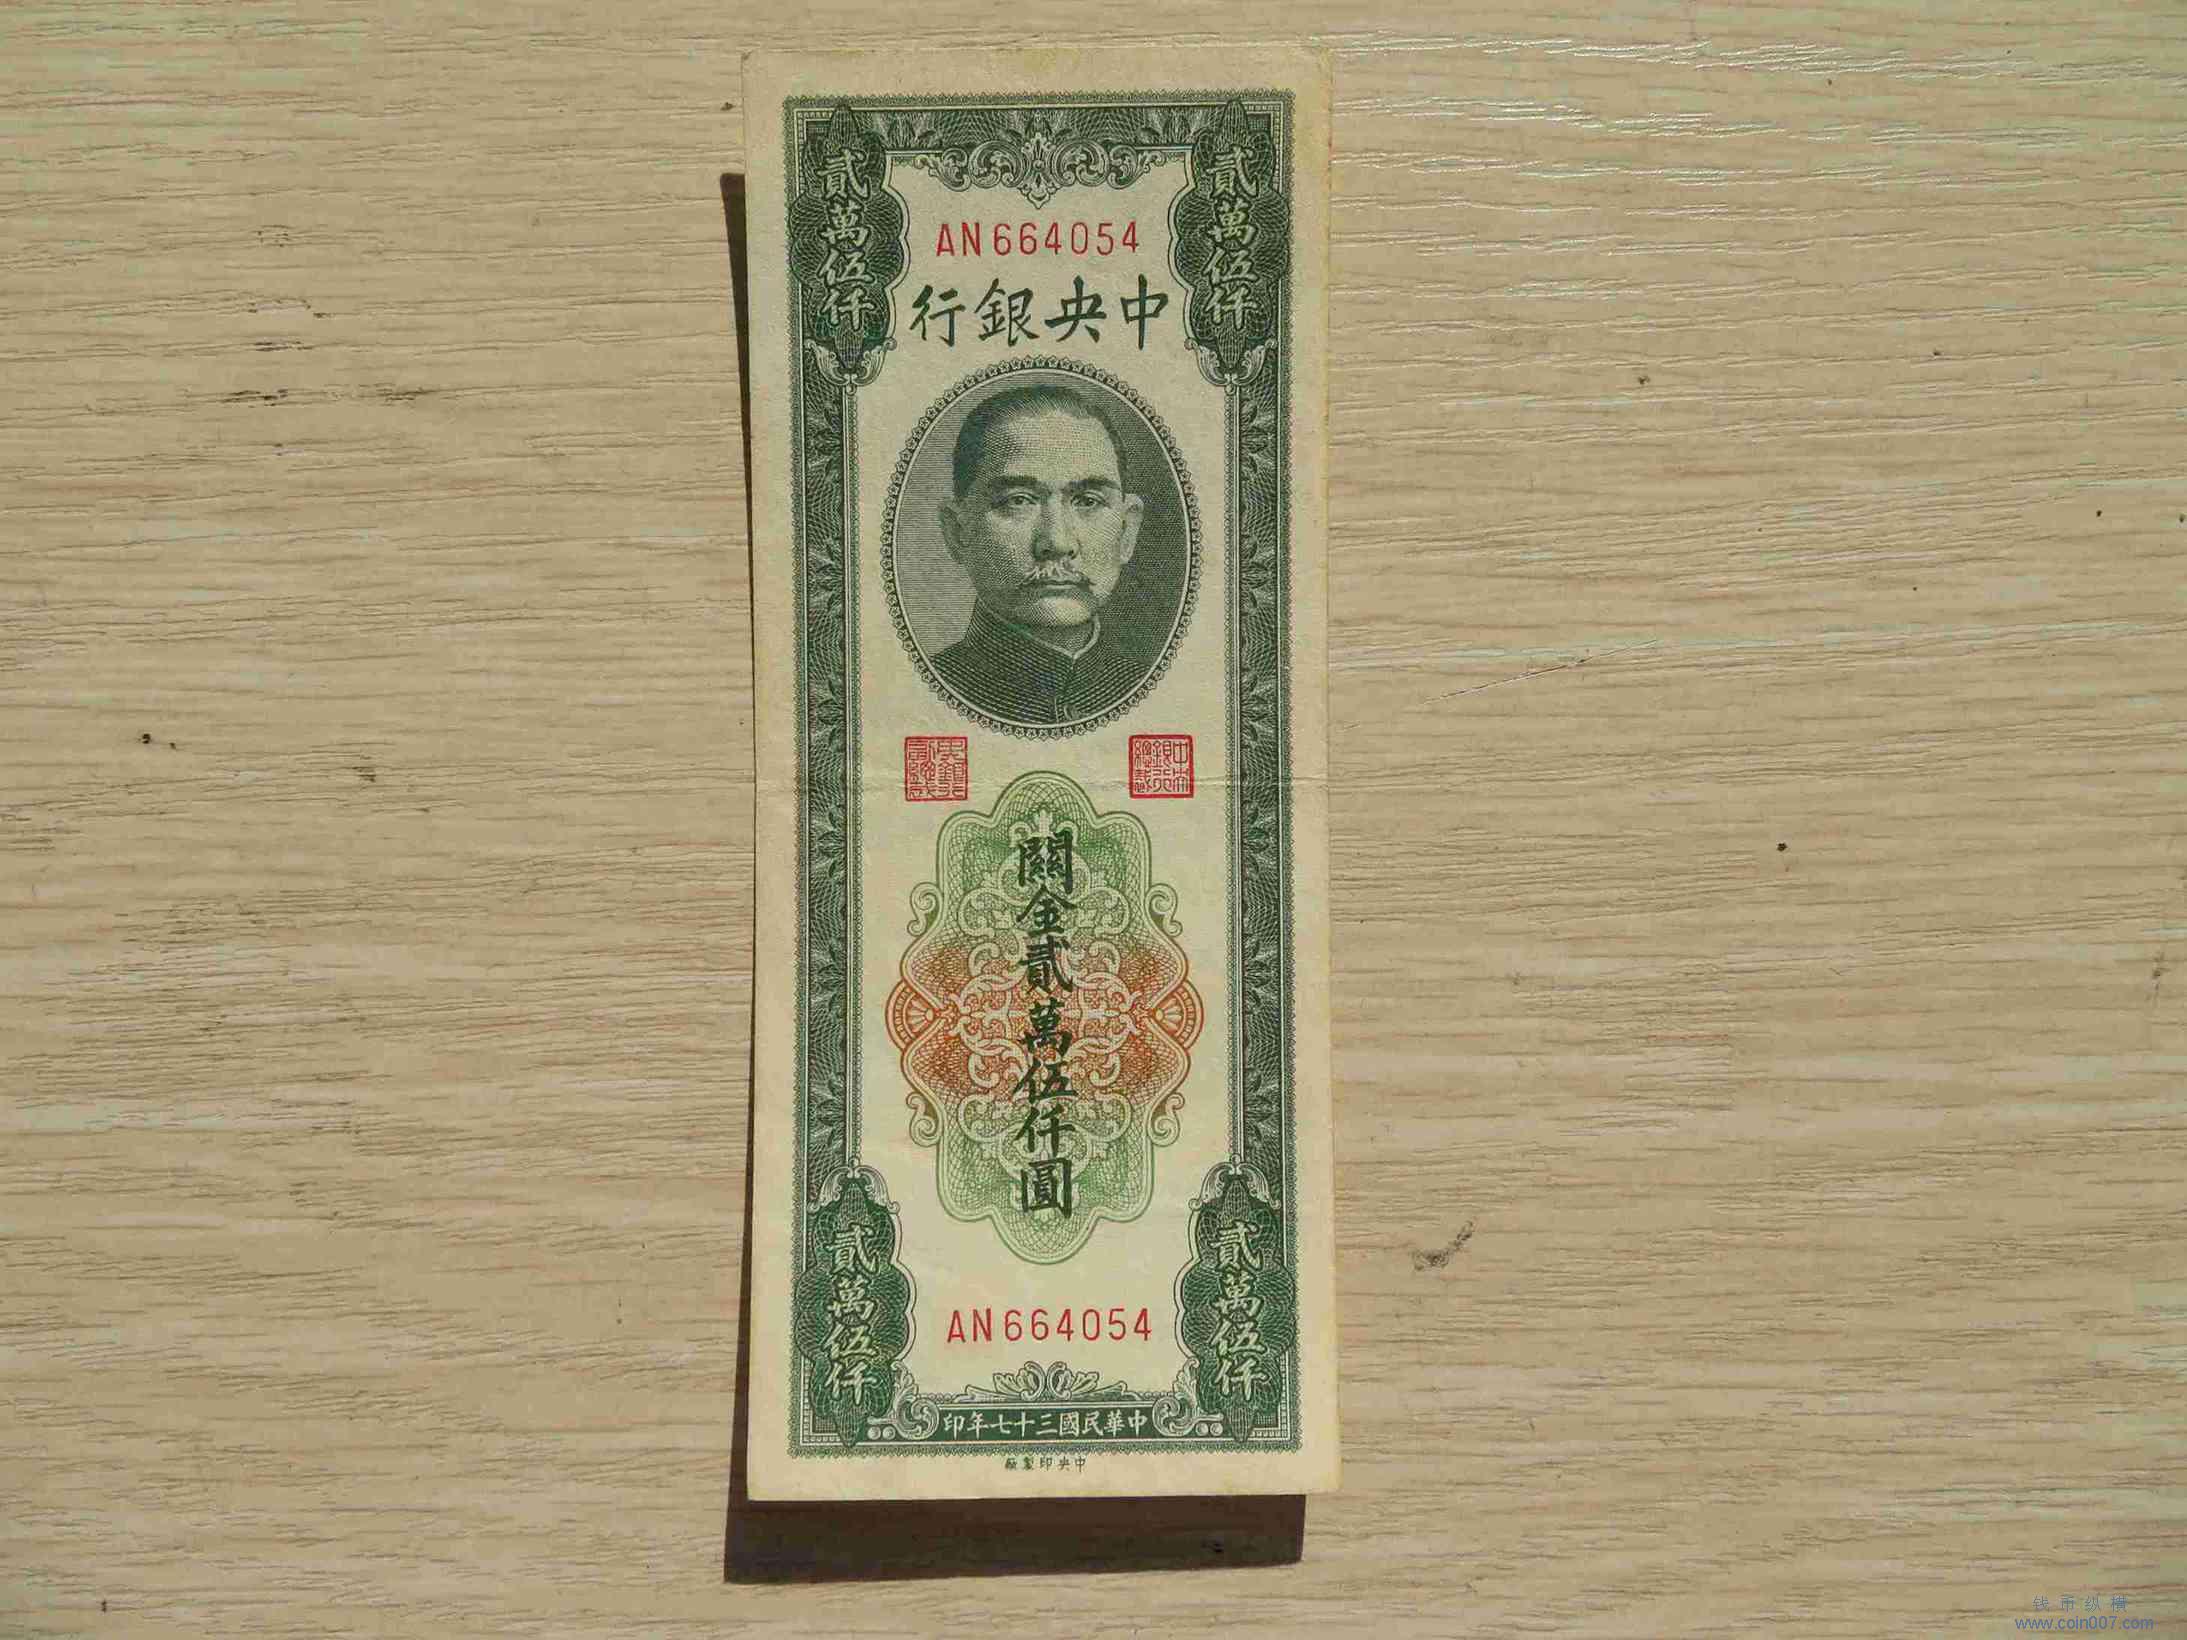 貳萬伍仟
貳萬伍仟
AN664054
中央銀行
關金貳萬伍仟圓
AN664054
貳萬伍仟
貳萬伍仟
中華民國三十七年印
中央印製廠
钱币纵横
www.coin007.com